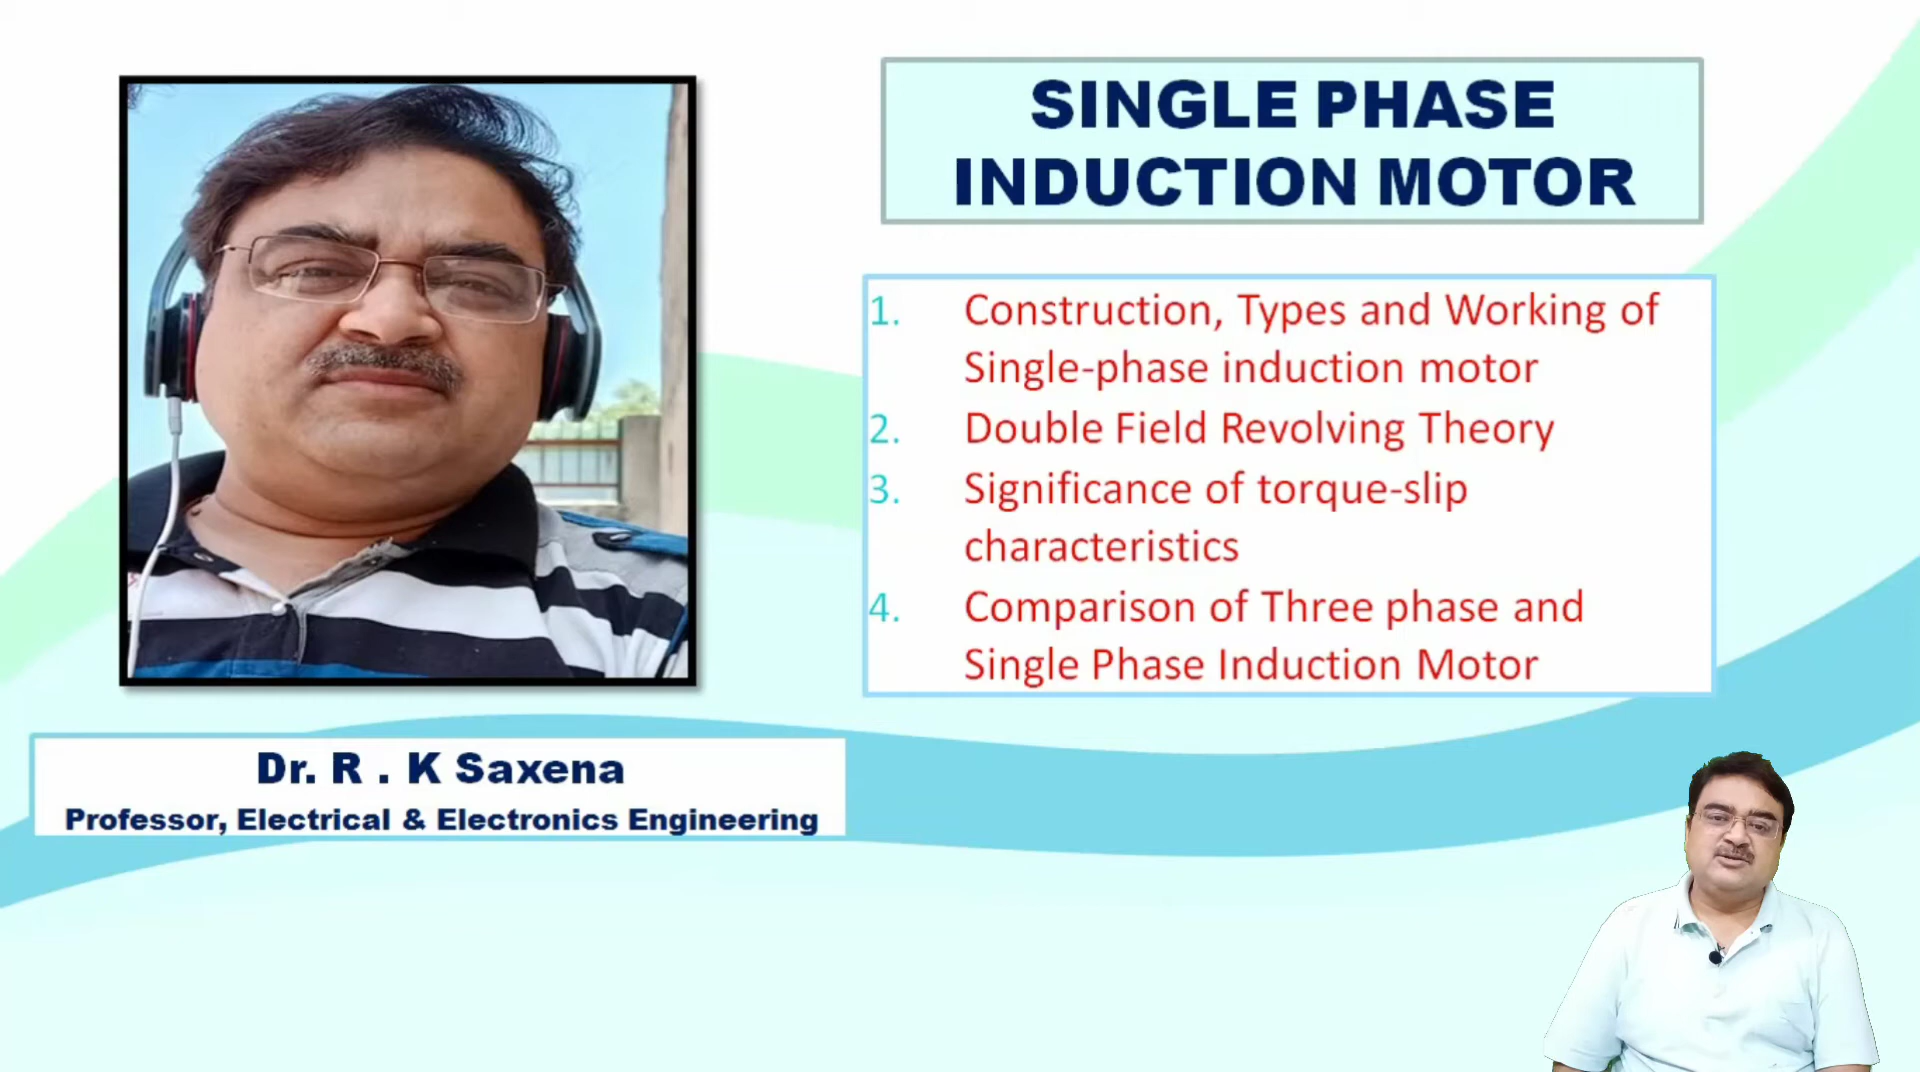 SINGLE PHASE
INDUCTION MOTOR
1. Construction, Types and Working of
Single-phase induction motor
2. Double Field Revolving Theory
3. Significance of torque-slip
characteristics
4. Comparison of Three phase and
Single Phase Induction Motor
Dr. R . K Saxena
Professor, Electrical & Electronics Engineering